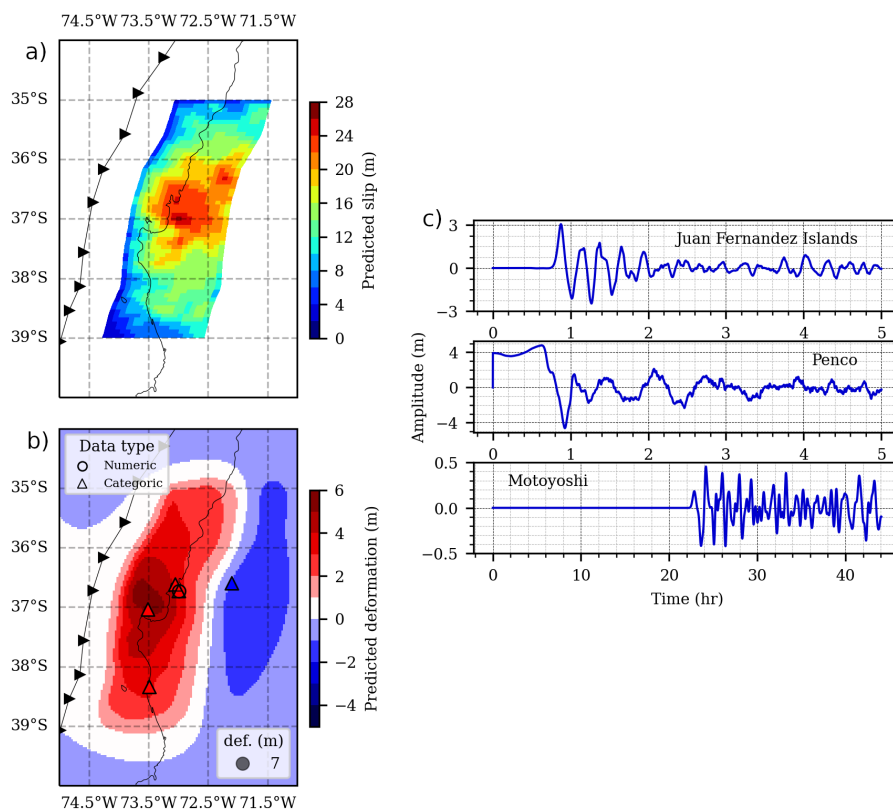 74.5°W 73.5°W 72.5°W 71.5°W
a)
35°S
36°S
37°S
38°S
39°S
28
24
20
16
12
8
4
0
Predicted slip (m)
b)
Data type
Numeric
Categoric
35°S
36°S
37°S
38°S
39°S
def. (m)
7
74.5°W 73.5°W 72.5°W 71.5°W
6
4
2
0
−2
−4
Predicted deformation (m)
c)
Juan Fernandez Islands
3
0
−3
0 1 2 3 4 5
Penco
4
0
−4
0 1 2 3 4 5
Amplitude (m)
Motoyoshi
0.5
0.0
−0.5
0 10 20 30 40
Time (hr)